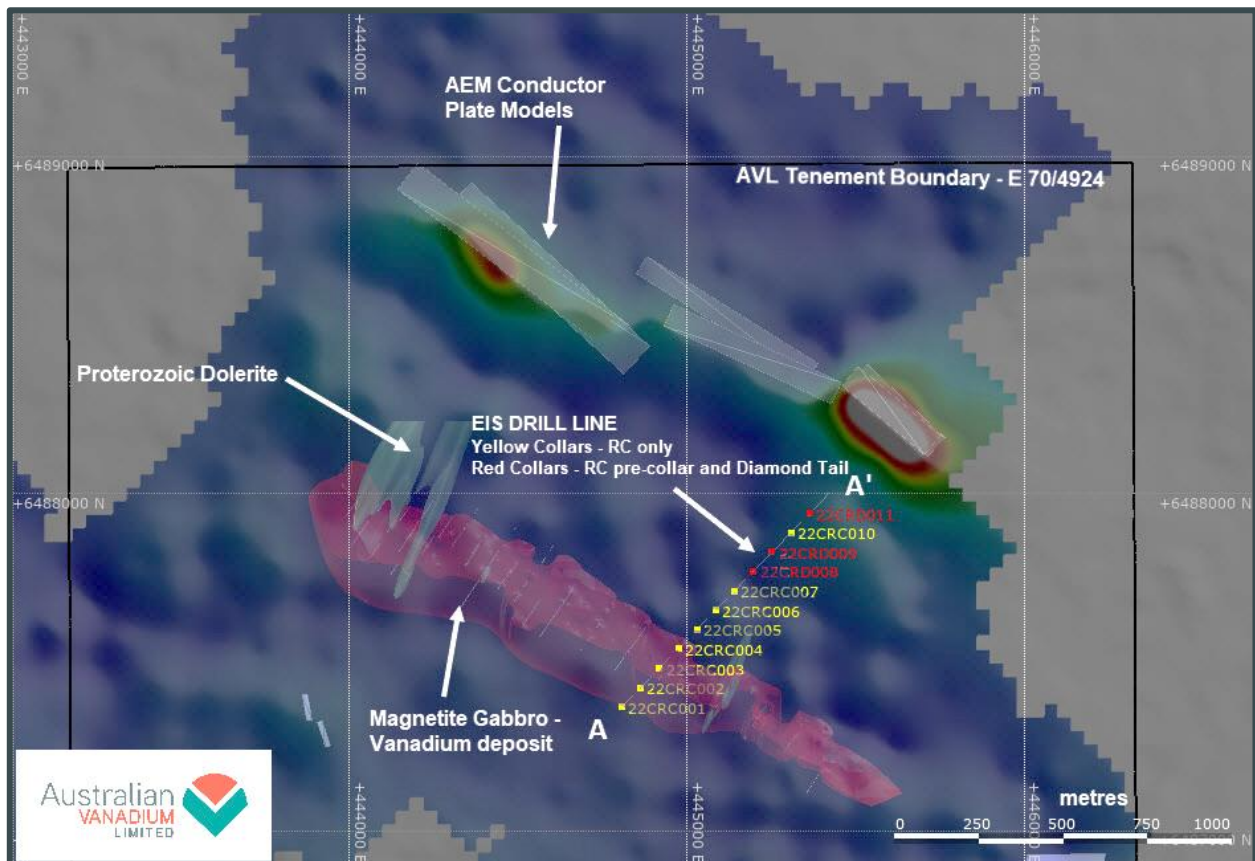 +443000 E
+444000 E
+445000 E
+446000 E
AEM Conductor
Plate Models
+6489000 N
+6489000 N
AVL Tenement Boundary - E 70/4924
Proterozoic Dolerite
EIS DRILL LINE
Yellow Collars - RC only
Red Collars - RC pre-collar and Diamond Tail
A'
+6488000 N
+6488000 N
22CRD0011
22CRC010
22CRD009
22CRD008
22CRC007
22CRC006
22CRC005
22CRC004
22CRC003
22CRC002
22CRC001
A
Magnetite Gabbro -
Vanadium deposit
Australian
VANADIUM
LIMITED
+444000 E
+445000 E
+446000 E
metres
0 250 500 750 1000